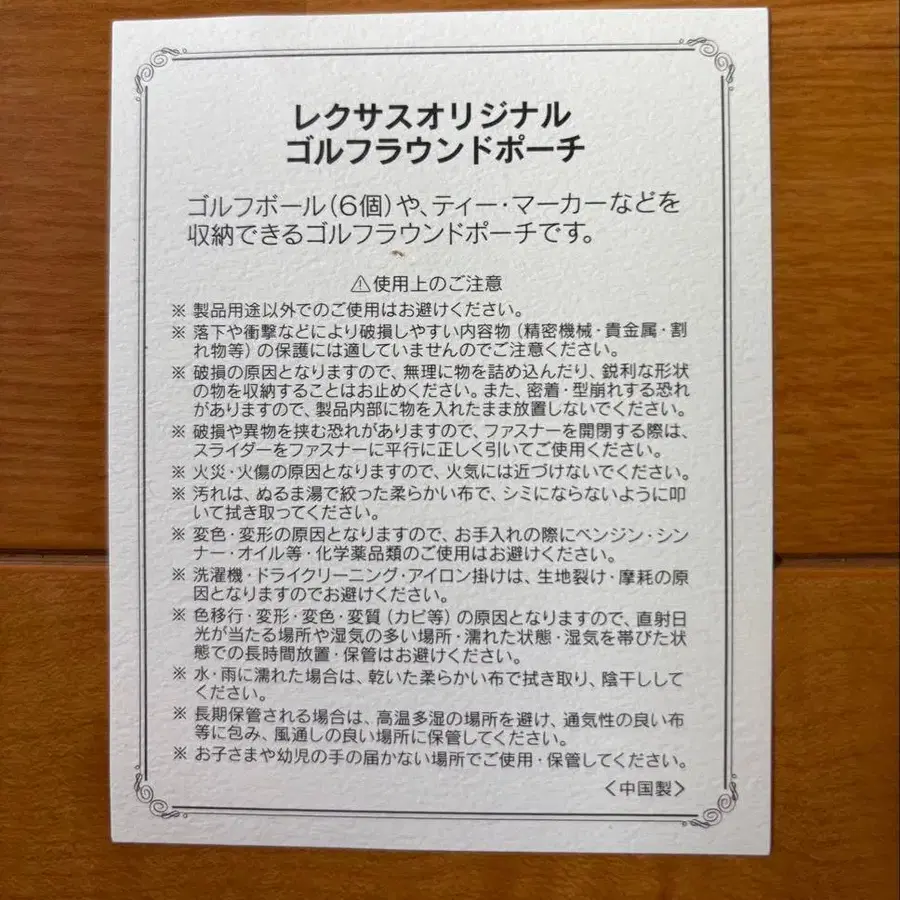 レクサスオリジナル
ゴルフラウンドポーチ
ゴルフボール（6個）や、ティー・マーカーなどを
収納できるゴルフラウンドポーチです。
⚠使用上のご注意
※ 製品用途以外でのご使用はお避けください。
※ 落下や衝撃などにより破損しやすい内容物（精密機械・貴金属・割
れ物等）の保護には適していませんのでご注意ください。
※ 破損の原因となりますので、無理に物を詰め込んだり、鋭利な形状
の物を収納することはお止めください。また、密着・型崩れする恐れ
がありますので、製品内部に物を入れたまま放置しないでください。
※ 破損や異物を挟む恐れがありますので、ファスナーを開閉する際は、
スライダーをファスナーに平行に正しく引いてご使用ください。
※ 火災・火傷の原因となりますので、火気には近づけないでください。
※ 汚れは、ぬるま湯で絞った柔らかい布で、シミにならないように叩
いて拭き取ってください。
※ 変色・変形の原因となりますので、お手入れの際にベンジン・シン
ナー・オイル等・化学薬品類のご使用はお避けください。
※ 洗濯機・ドライクリーニング・アイロン掛けは、生地裂け・摩耗の原
因となりますのでお避けください。
※ 色移行・変形・変色・変質（カビ等）の原因となりますので、直射日
光が当たる場所や湿気の多い場所・濡れた状態・湿気を帯びた状
態での長時間放置・保管はお避けください。
※ 水・雨に濡れた場合は、乾いた柔らかい布で拭き取り、陰干しして
ください。
※ 長期保管される場合は、高温多湿の場所を避け、通気性の良い布
等に包み、風通しの良い場所に保管してください。
※ お子さまや幼児の手の届かない場所でご使用・保管してください。
〈中国製〉